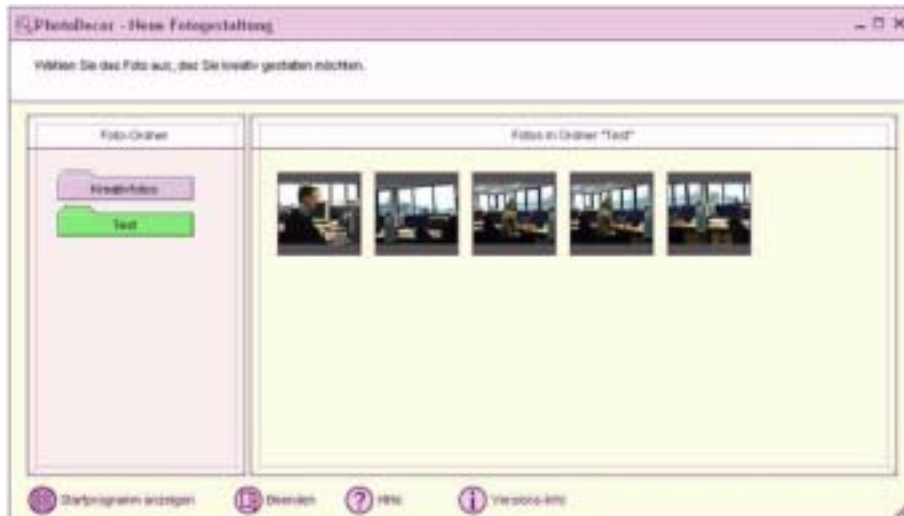 PhotoDecor - Neue Fotogestaltung
Wählen Sie das Foto aus, das Sie kreativ gestalten möchten.
Foto-Ordner
Fotos in Ordner "Test"
Kreativfotos
Test
Startprogramm anzeigen
Beenden
Hilfe
Versions-Info